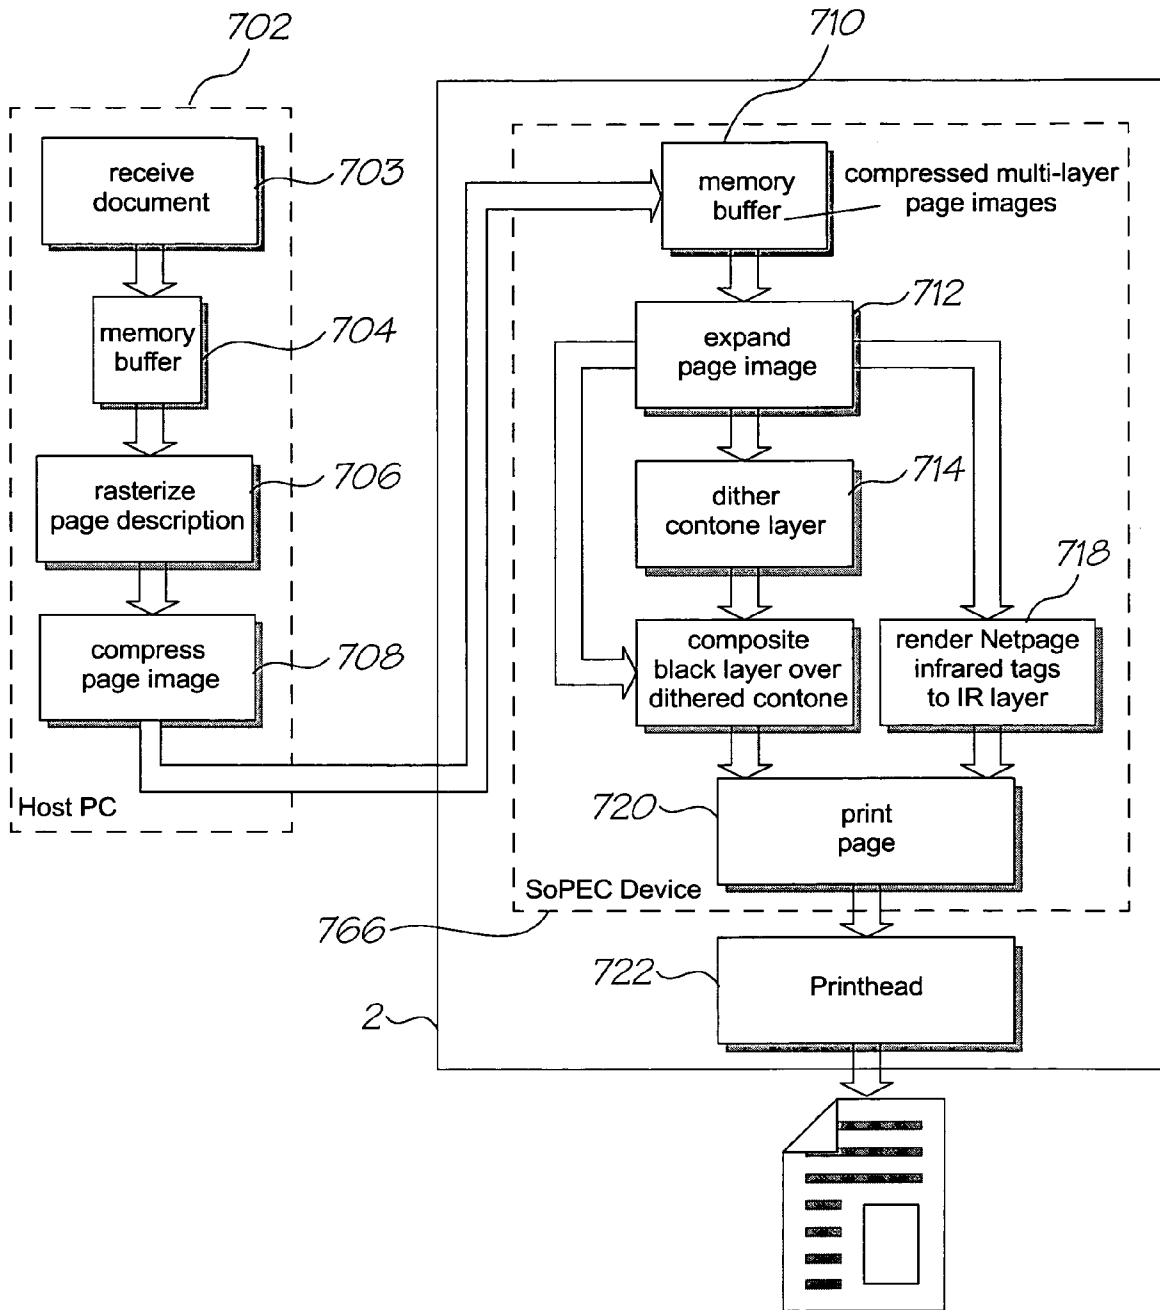 702
receive
document
703
memory
buffer
704
rasterize
page description
706
compress
page image
708
Host PC
710
memory
buffer
compressed multi-layer
page images
expand
page image
712
dither
contone layer
714
composite
black layer over
dithered contone
718
render Netpage
infrared tags
to IR layer
720
print
page
SoPEC Device
766
722
Printhead
2